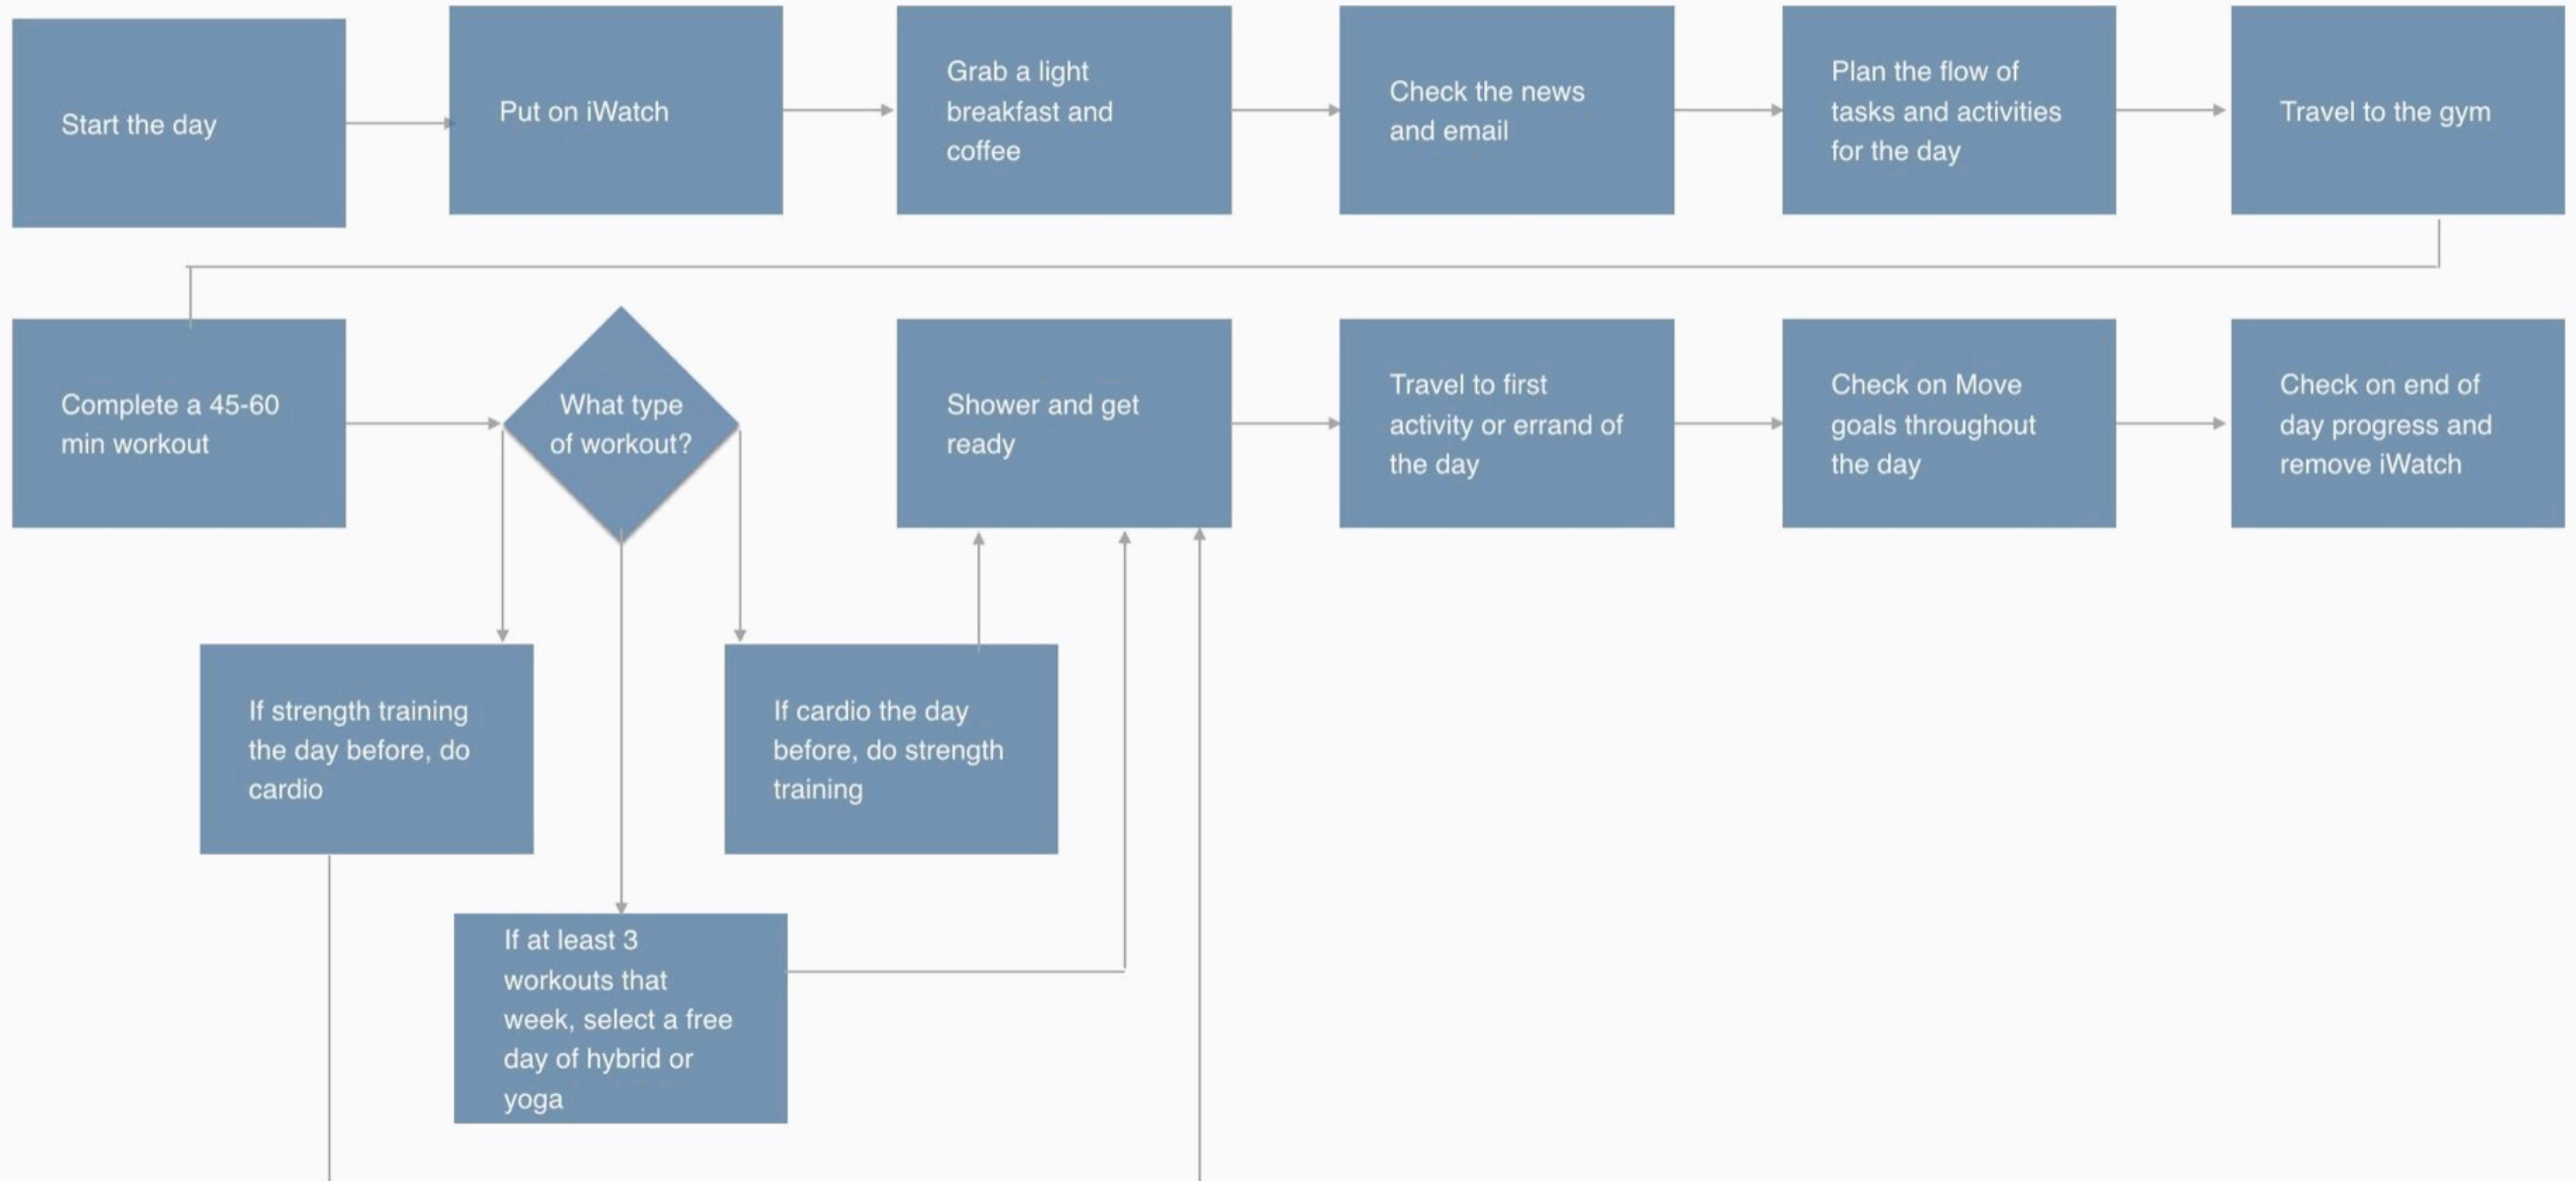 Start the day
Put on iWatch
Grab a light
breakfast and
coffee
Check the news
and email
Plan the flow of
tasks and activities
for the day
Travel to the gym
Complete a 45-60
min workout
What type
of workout?
Shower and get
ready
Travel to first
activity or errand of
the day
Check on Move
goals throughout
the day
Check on end of
day progress and
remove iWatch
If strength training
the day before, do
cardio
If cardio the day
before, do strength
training
If at least 3
workouts that
week, select a free
day of hybrid or
yoga